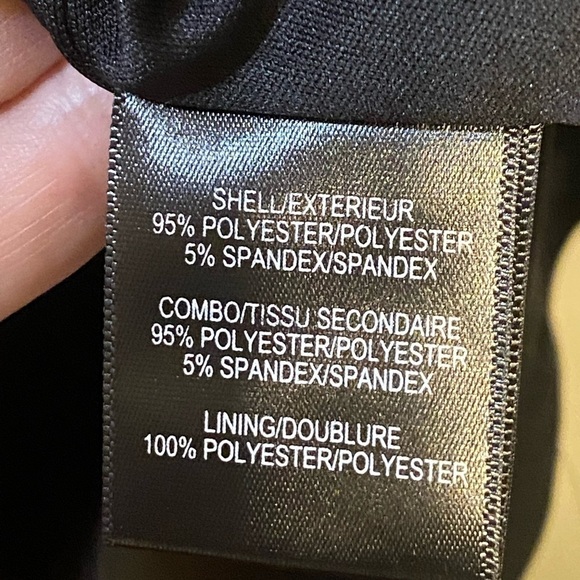 SHELL/EXTERIEUR
95% POLYESTER/POLYESTER
5% SPANDEX/SPANDEX
COMBO/TISSU SECONDAIRE
95% POLYESTER/POLYESTER
5% SPANDEX/SPANDEX
LINING/DOUBLURE
100% POLYESTER/POLYESTER